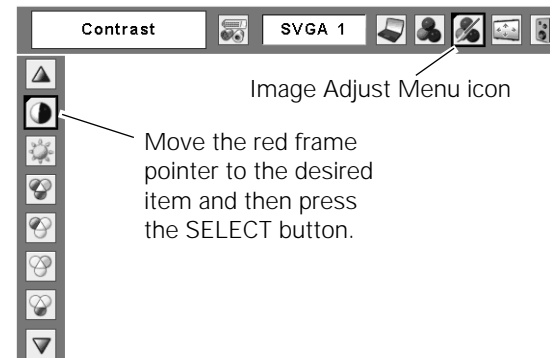 Contrast
SVGA 1
Image Adjust Menu icon
Move the red frame
pointer to the desired
item and then press
the SELECT button.